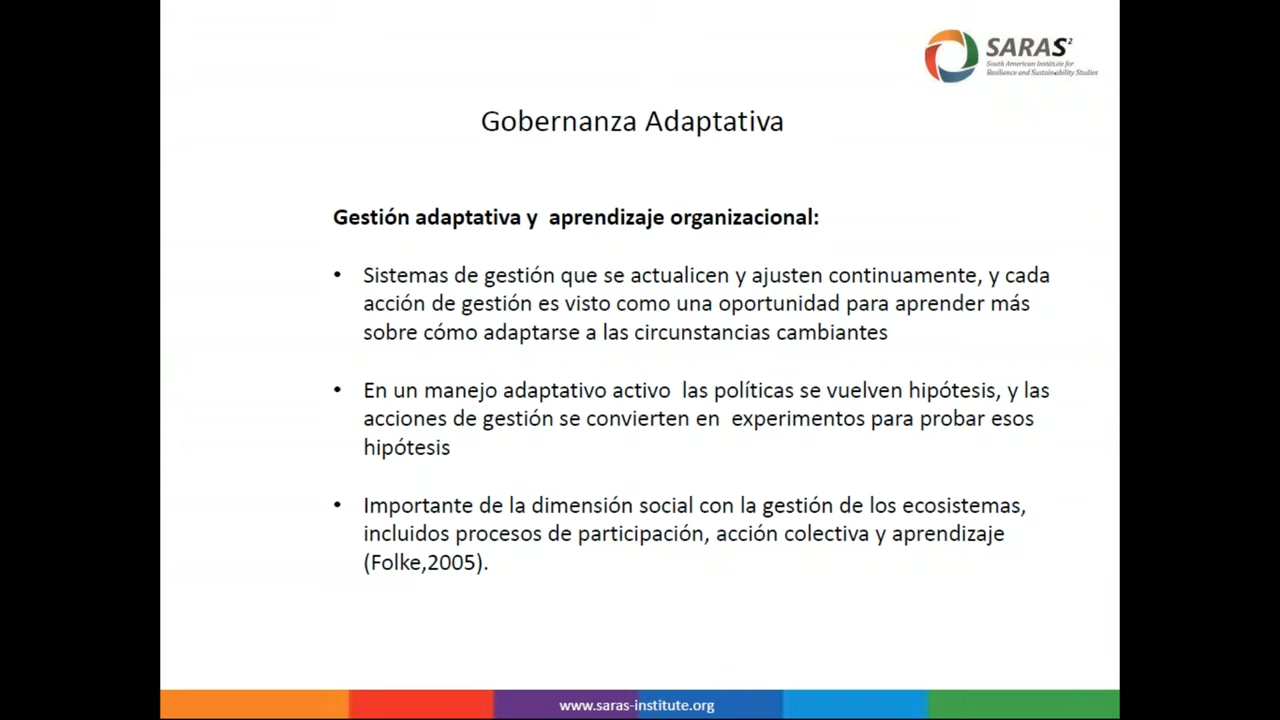 SARAS²
South American Institute for
Resilience and Sustainability Studies
Gobernanza Adaptativa
Gestión adaptativa y  aprendizaje organizacional:
• Sistemas de gestión que se actualicen y ajusten continuamente, y cada
acción de gestión es visto como una oportunidad para aprender más
sobre cómo adaptarse a las circunstancias cambiantes
• En un manejo adaptativo activo  las políticas se vuelven hipótesis, y las
acciones de gestión se convierten en  experimentos para probar esos
hipótesis
• Importante de la dimensión social con la gestión de los ecosistemas,
incluidos procesos de participación, acción colectiva y aprendizaje
(Folke,2005).
www.saras-institute.org